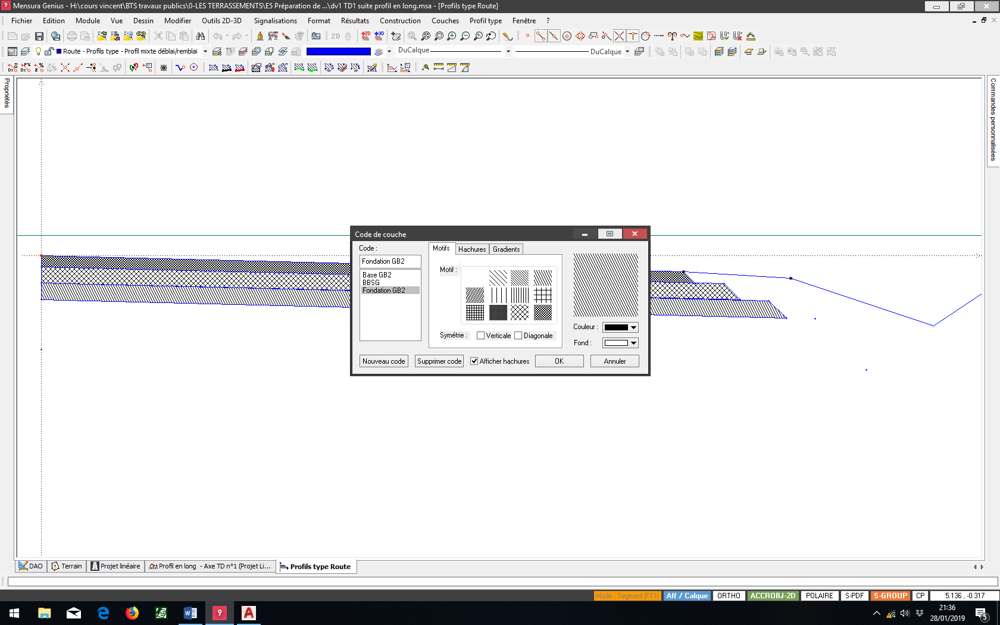 Mensura Genius - H:\cours vincent\BTS travaux publics\0-LES TERRASSEMENTS\E5 Préparation de ...\dv1 TD1 suite profil en long.msa - [Profils type Route]
Fichier Edition Module Vue Dessin Modifier Outils 2D-3D Signalisations Format Résultats Construction Couches Profil type Fenêtre ?
Aff 2D
Route - Profils type - Profil mixte déblai/remblai DuCalque DuCalque
Propriétés
Commandes personnalisées
Code de couche
Code :
Fondation GB2
Base GB2
BBSG
Fondation GB2
Motifs Hachures Gradients
Motif :
Symétrie : Verticale Diagonale
Couleur :
Fond :
Nouveau code Supprimer code Afficher hachures OK Annuler
DAO Terrain Projet linéaire Profil en long - Axe TD n°1 (Projet Li... Profils type Route
Mode : Segment (F11) Aff / Calque ORTHO ACCROBJ-2D POLAIRE S-PDF S-GROUP CP 5.136 , -0.317
21:36
28/01/2019
5